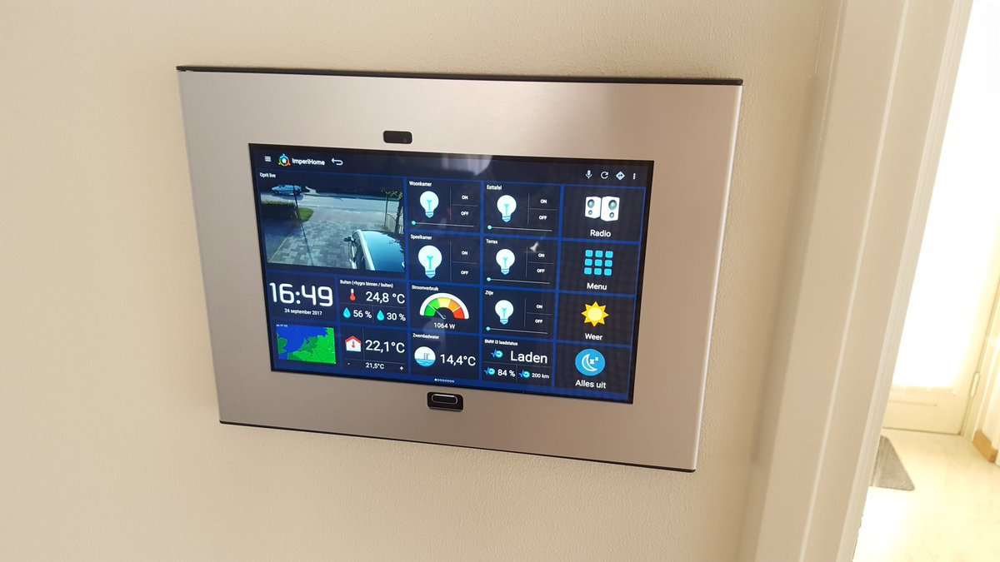 ImperiHome
Oprit live
Woonkamer
ON
OFF
Eettafel
ON
OFF
Radio
Speelkamer
ON
OFF
Terras
ON
OFF
Menu
16:49
24 september 2017
Buiten (+hygro binnen / buiten)
24,8 °C
56 % 30 %
Stroomverbruik
1064 W
Zitje
ON
OFF
Weer
22,1°C
- 21,5°C +
Zwembadwater
14,4°C
BMW i3 laadstatus
Laden
84 % 200 km
Alles uit